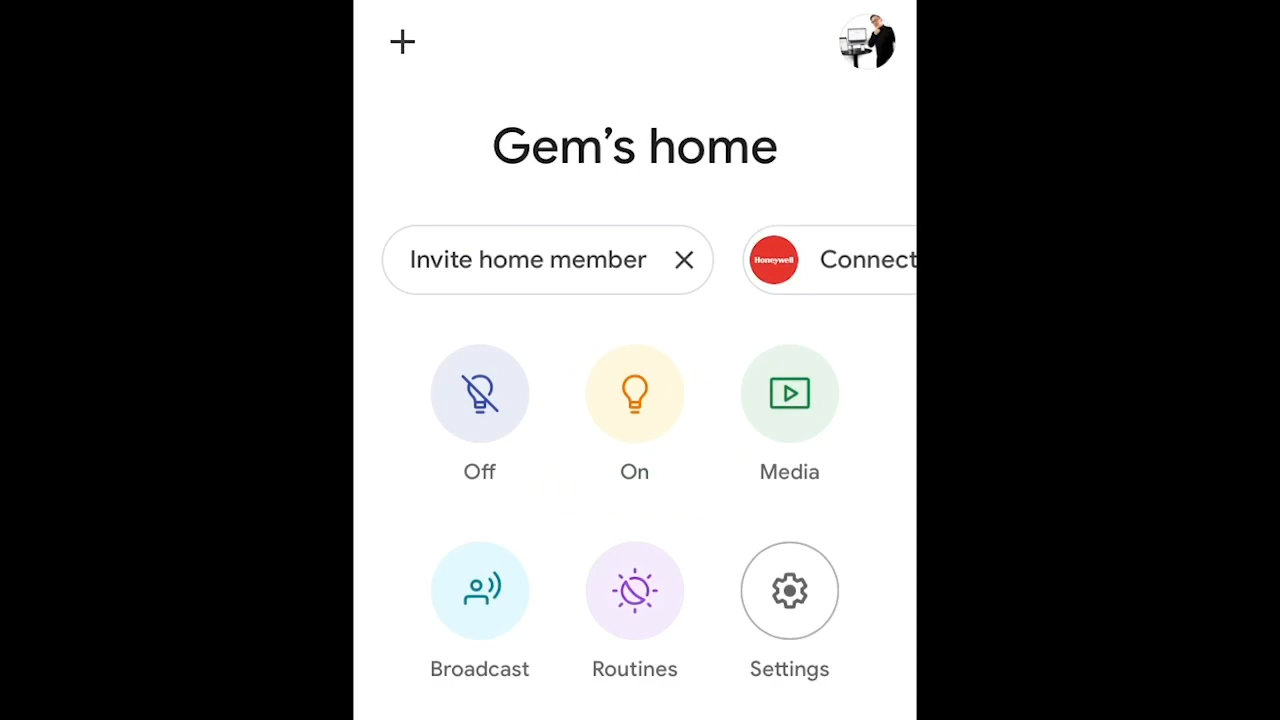 Gem's home
Invite home member
Honeywell
Connect
Off
On
Media
Broadcast
Routines
Settings